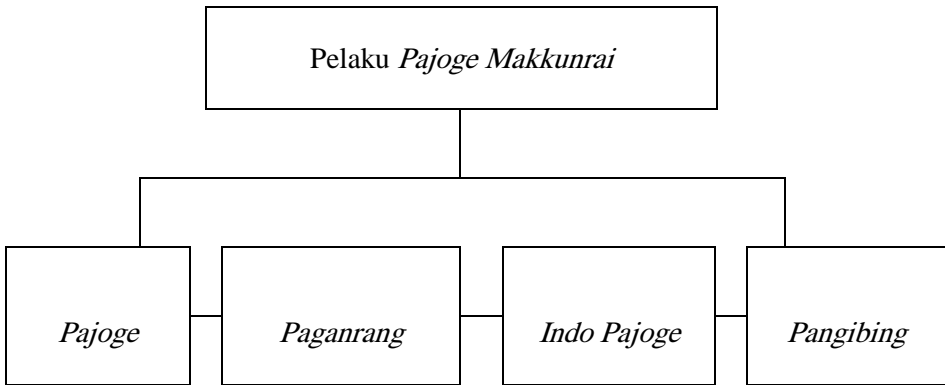 Pelaku Pajoge Makkunrai
Pajoge
Paganrang
Indo Pajoge
Pangibing